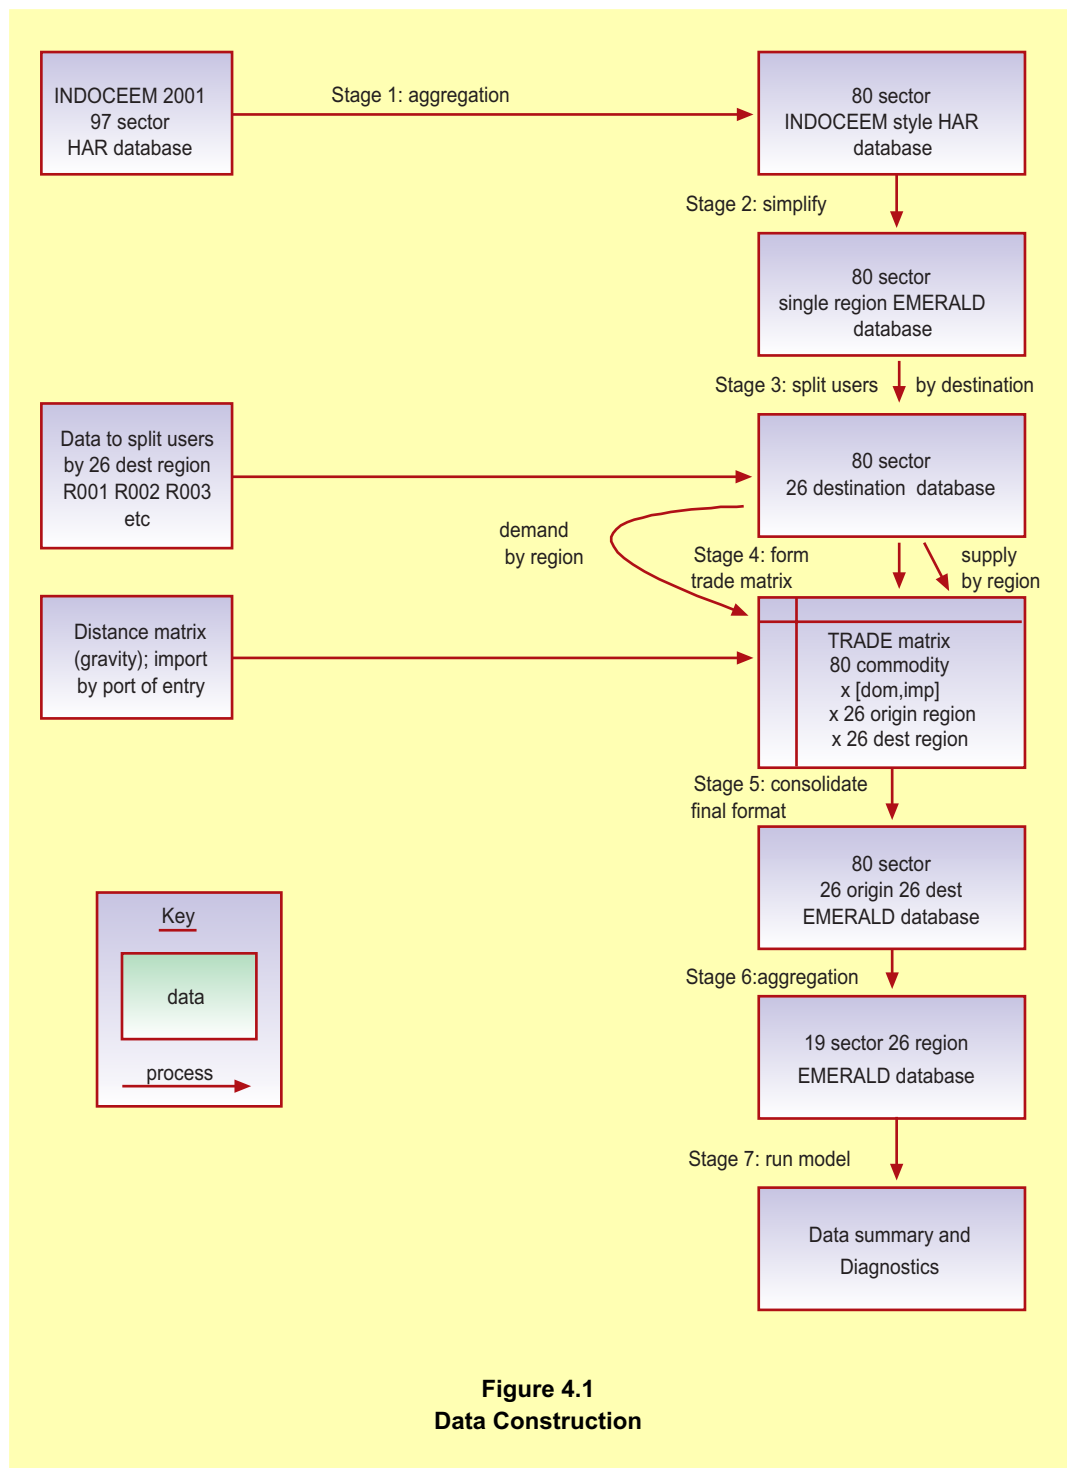 INDOCEEM 2001
97 sector
HAR database
Stage 1: aggregation
80 sector
INDOCEEM style HAR
database
Stage 2: simplify
80 sector
single region EMERALD
database
Stage 3: split users
by destination
Data to split users
by 26 dest region
R001 R002 R003
etc
80 sector
26 destination database
demand
by region
Stage 4: form
trade matrix
supply
by region
Distance matrix
(gravity); import
by port of entry
TRADE matrix
80 commodity
x [dom,imp]
x 26 origin region
x 26 dest region
Stage 5: consolidate
final format
80 sector
26 origin 26 dest
EMERALD database
Key
data
process
Stage 6:aggregation
19 sector 26 region
EMERALD database
Stage 7: run model
Data summary and
Diagnostics
Figure 4.1
Data Construction